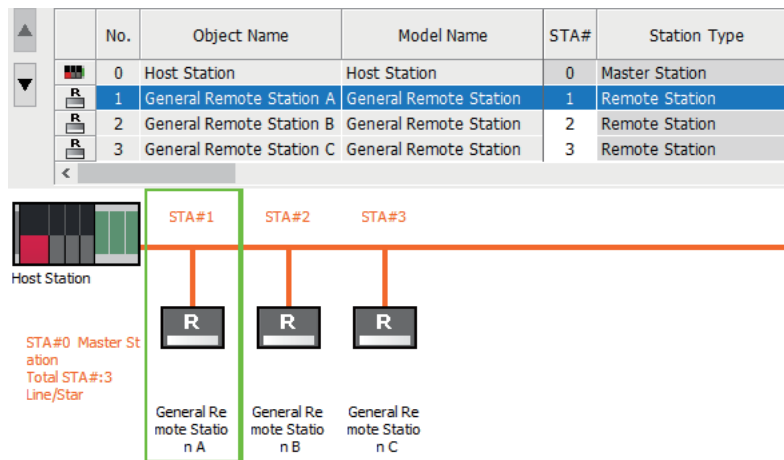 No. Object Name Model Name STA# Station Type
0 Host Station Host Station 0 Master Station
R 1 General Remote Station A General Remote Station 1 Remote Station
R 2 General Remote Station B General Remote Station 2 Remote Station
R 3 General Remote Station C General Remote Station 3 Remote Station
STA#1 STA#2 STA#3
Host Station
R R R
STA#0 Master St
ation
Total STA#:3
Line/Star
General Re
mote Statio
n A
General Re
mote Statio
n B
General Re
mote Statio
n C